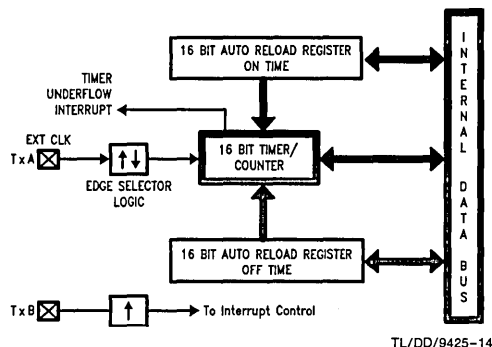 16 BIT AUTO RELOAD REGISTER
ON TIME
TIMER
UNDERFLOW
INTERRUPT
EXT CLK
TxA
16 BIT TIMER/
COUNTER
EDGE SELECTOR
LOGIC
16 BIT AUTO RELOAD REGISTER
OFF TIME
TxB
To Interrupt Control
INTERNAL DATA BUS
TL/DD/9425-14